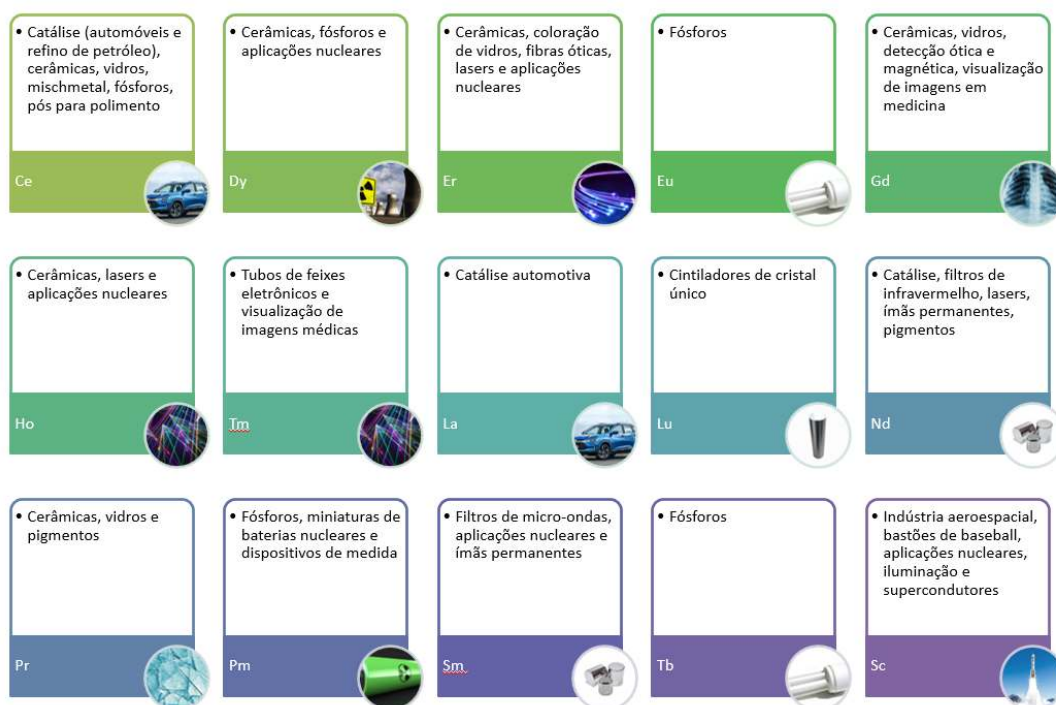 • Catálise (automóveis e
refino de petróleo),
cerâmicas, vidros,
mischmetal, fósforos,
pós para polimento
Ce
• Cerâmicas, fósforos e
aplicações nucleares
Dy
• Cerâmicas, coloração
de vidros, fibras óticas,
lasers e aplicações
nucleares
Er
• Fósforos
Eu
• Cerâmicas, vidros,
detecção ótica e
magnética, visualização
de imagens em
medicina
Gd
• Cerâmicas, lasers e
aplicações nucleares
Ho
• Tubos de feixes
eletrônicos e
visualização de
imagens médicas
Tm
• Catálise automotiva
La
• Cintiladores de cristal
único
Lu
• Catálise, filtros de
infravermelho, lasers,
ímãs permanentes,
pigmentos
Nd
• Cerâmicas, vidros e
pigmentos
Pr
• Fósforos, miniaturas de
baterias nucleares e
dispositivos de medida
Pm
• Filtros de micro-ondas,
aplicações nucleares e
ímãs permanentes
Sm
• Fósforos
Tb
• Indústria aeroespacial,
bastões de baseball,
aplicações nucleares,
iluminação e
supercondutores
Sc